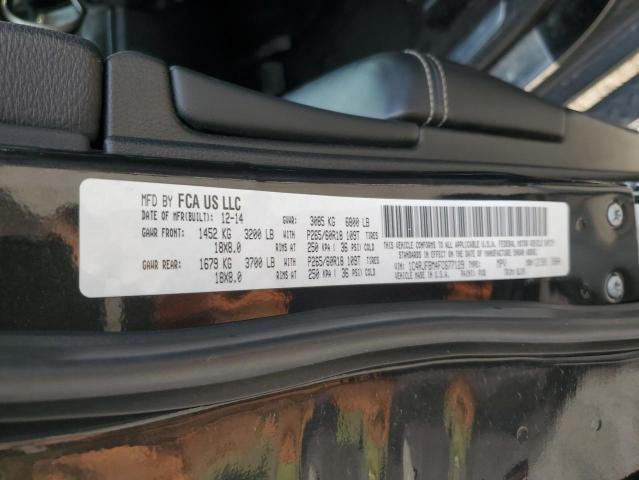 MFD BY FCA US LLC
DATE OF MFR(BUILT): 12-14 GVWR: 3085 KG 6800 LB
GAWR FRONT: 1452 KG 3200 LB WITH P265/60R18 109T TIRES
18X8.0 RIMS AT 250 KPA ( 36 PSI) COLD
GAWR REAR: 1679 KG 3700 LB WITH P265/60R18 109T TIRES
18X8.0 RIMS AT 250 KPA ( 36 PSI) COLD
THIS VEHICLE CONFORMS TO ALL APPLICABLE U.S.A. FEDERAL MOTOR VEHICLE SAFETY
STANDARDS IN EFFECT ON THE DATE OF MANUFACTURE SHOWN ABOVE.
VIN: TYPE: MPV
VEHICLE MADE IN U.S.A. PAINT: TRIM: